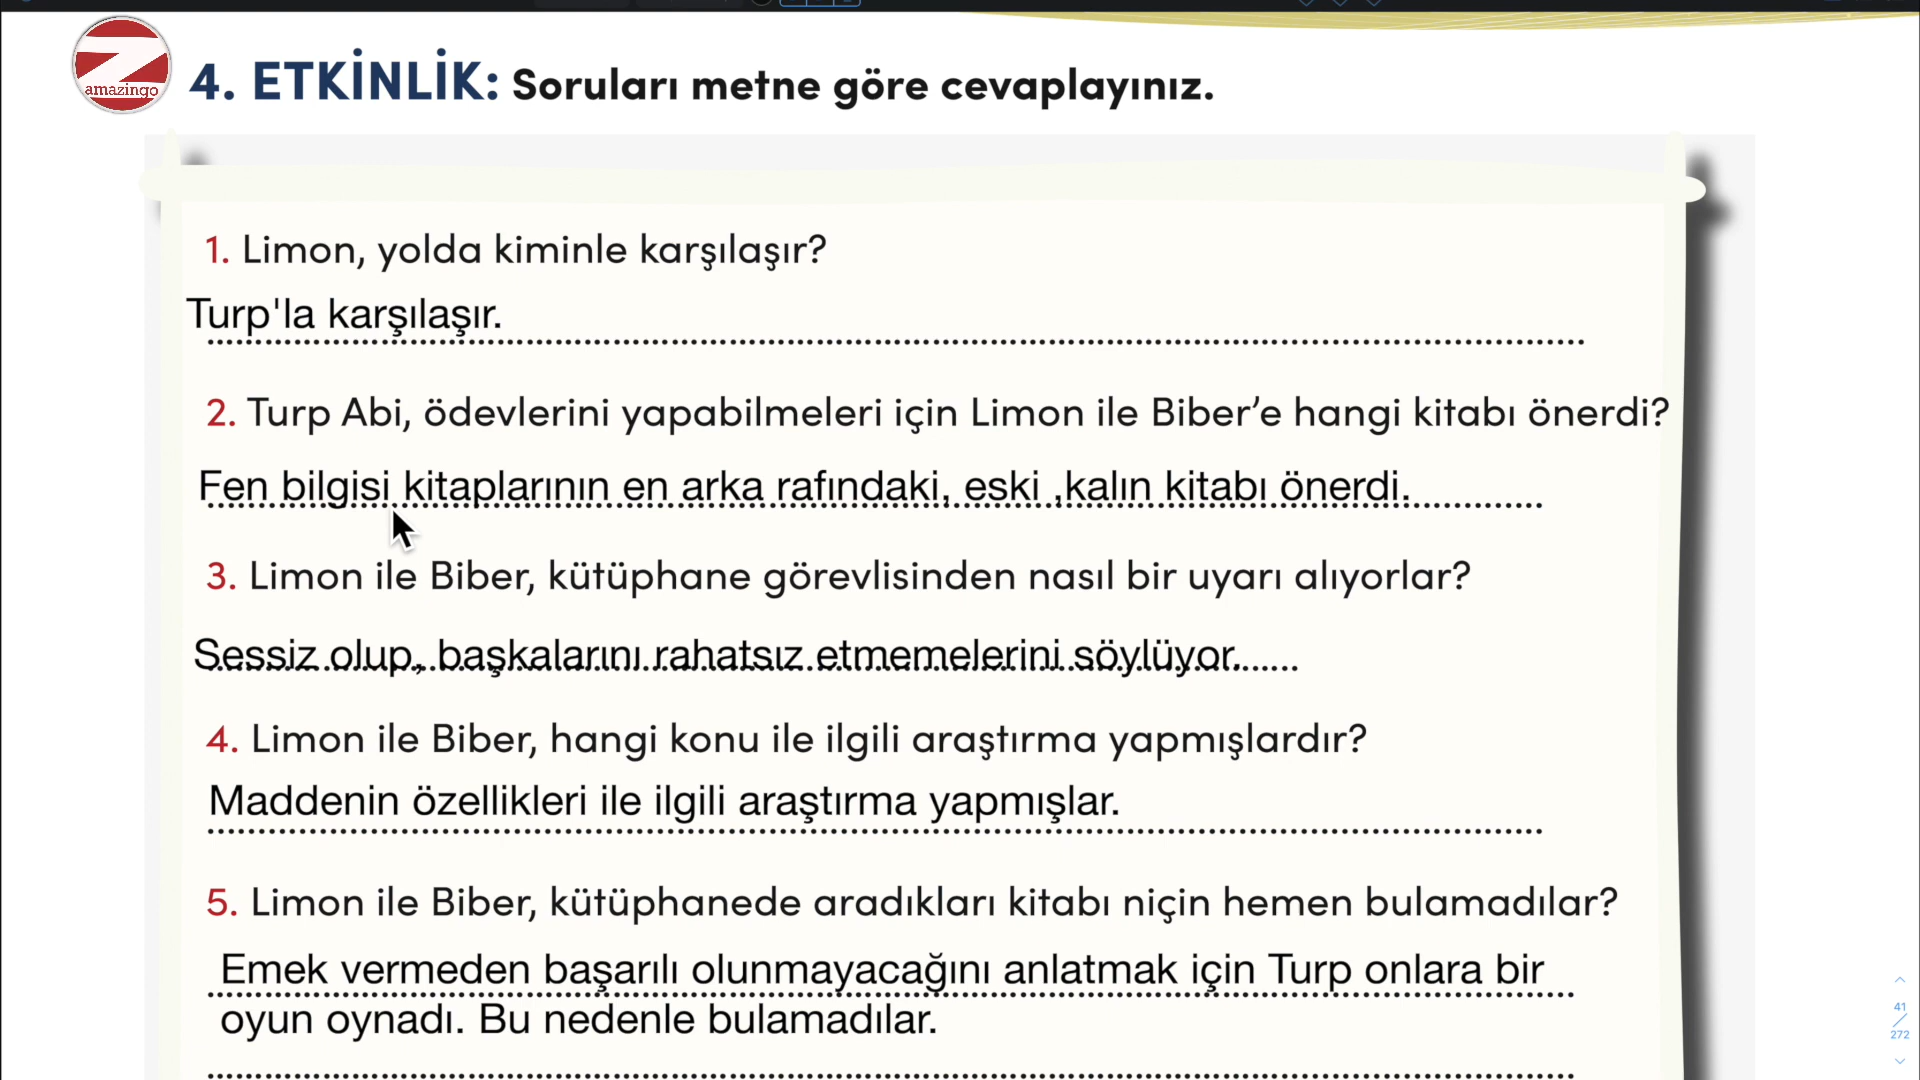 amazingo
4. ETKİNLİK: Soruları metne göre cevaplayınız.
1. Limon, yolda kiminle karşılaşır?
Turp'la karşılaşır.
2. Turp Abi, ödevlerini yapabilmeleri için Limon ile Biber’e hangi kitabı önerdi?
Fen bilgisi kitaplarının en arka rafındaki, eski ,kalın kitabı önerdi.
3. Limon ile Biber, kütüphane görevlisinden nasıl bir uyarı alıyorlar?
Sessiz olup, başkalarını rahatsız etmemelerini söylüyor.
4. Limon ile Biber, hangi konu ile ilgili araştırma yapmışlardır?
Maddenin özellikleri ile ilgili araştırma yapmışlar.
5. Limon ile Biber, kütüphanede aradıkları kitabı niçin hemen bulamadılar?
Emek vermeden başarılı olunmayacağını anlatmak için Turp onlara bir
oyun oynadı. Bu nedenle bulamadılar.
41
272